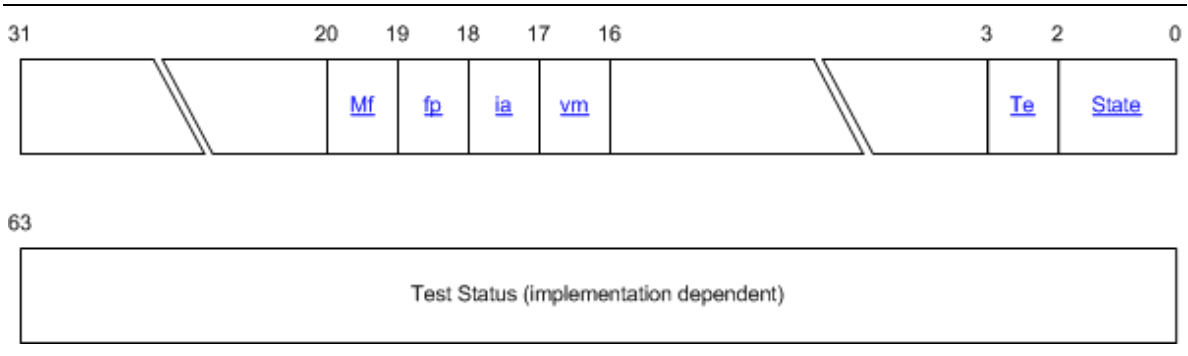 31 20 19 18 17 16 3 2 0
Mf fp ia vm Te State
63
Test Status (implementation dependent)